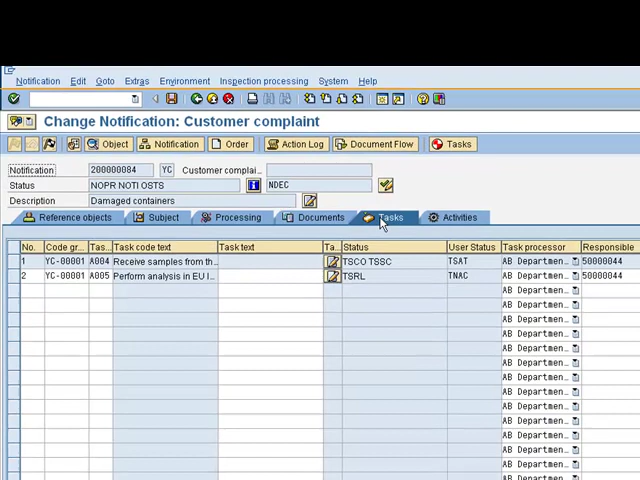 Notification Edit Goto Extras Environment Inspection processing System Help
Change Notification: Customer complaint
Object Notification Order Action Log Document Flow Tasks
Notification 200000084 YC Customer complai..
Status NOPR NOTI OSTS NDEC
Description Damaged containers
Reference objects Subject Processing Documents Tasks Activities
No. Code gr... Tas... Task code text Task text Ta... Status User Status Task processor Responsible
1 YC-00001 A004 Receive samples from th... TSCO TSSC TSAT AB Departmen... 50000044
2 YC-00001 A005 Perform analysis in EU l... TSRL TNAC AB Departmen... 50000044
AB Departmen...
AB Departmen...
AB Departmen...
AB Departmen...
AB Departmen...
AB Departmen...
AB Departmen...
AB Departmen...
AB Departmen...
AB Departmen...
AB Departmen...
AB Departmen...
AB Departmen...
AB Departmen...